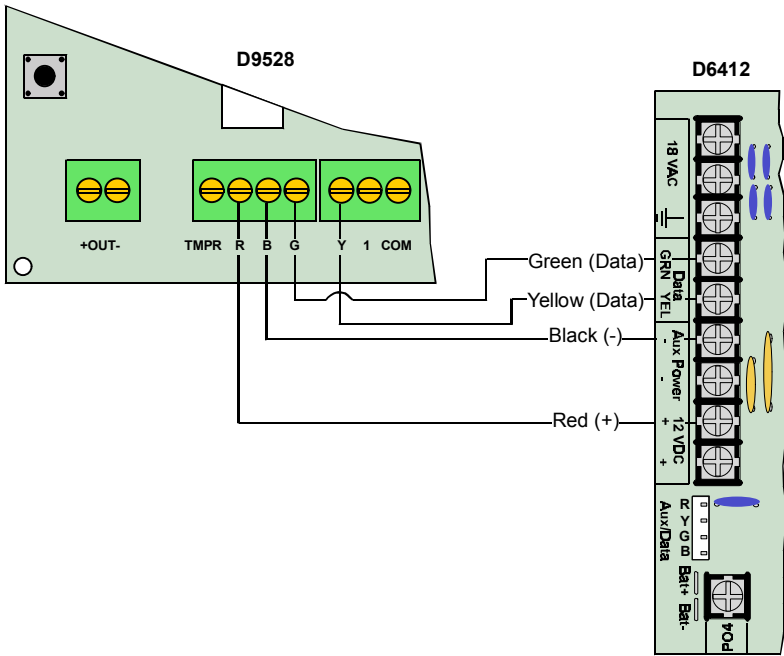 D9528
D6412
+OUT-
TMPR R B G Y 1 COM
Green (Data)
Yellow (Data)
Black (-)
Red (+)
18 VAC
GRN YEL
Data
- -
Aux Power
+ +
12 VDC
R
Y
G
B
Aux/Data
Bat+ Bat-
PO4